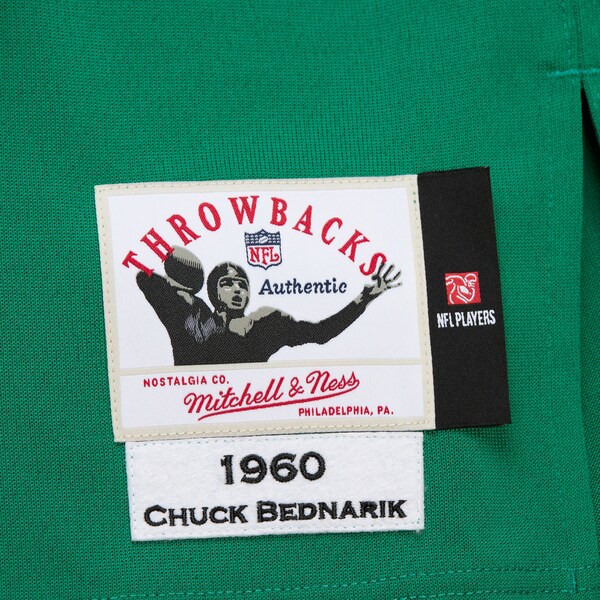 THROWBACKS
NFL
Authentic
NFL PLAYERS
NOSTALGIA CO.
Mitchell & Ness
PHILADELPHIA, PA.
1960
CHUCK BEDNARIK